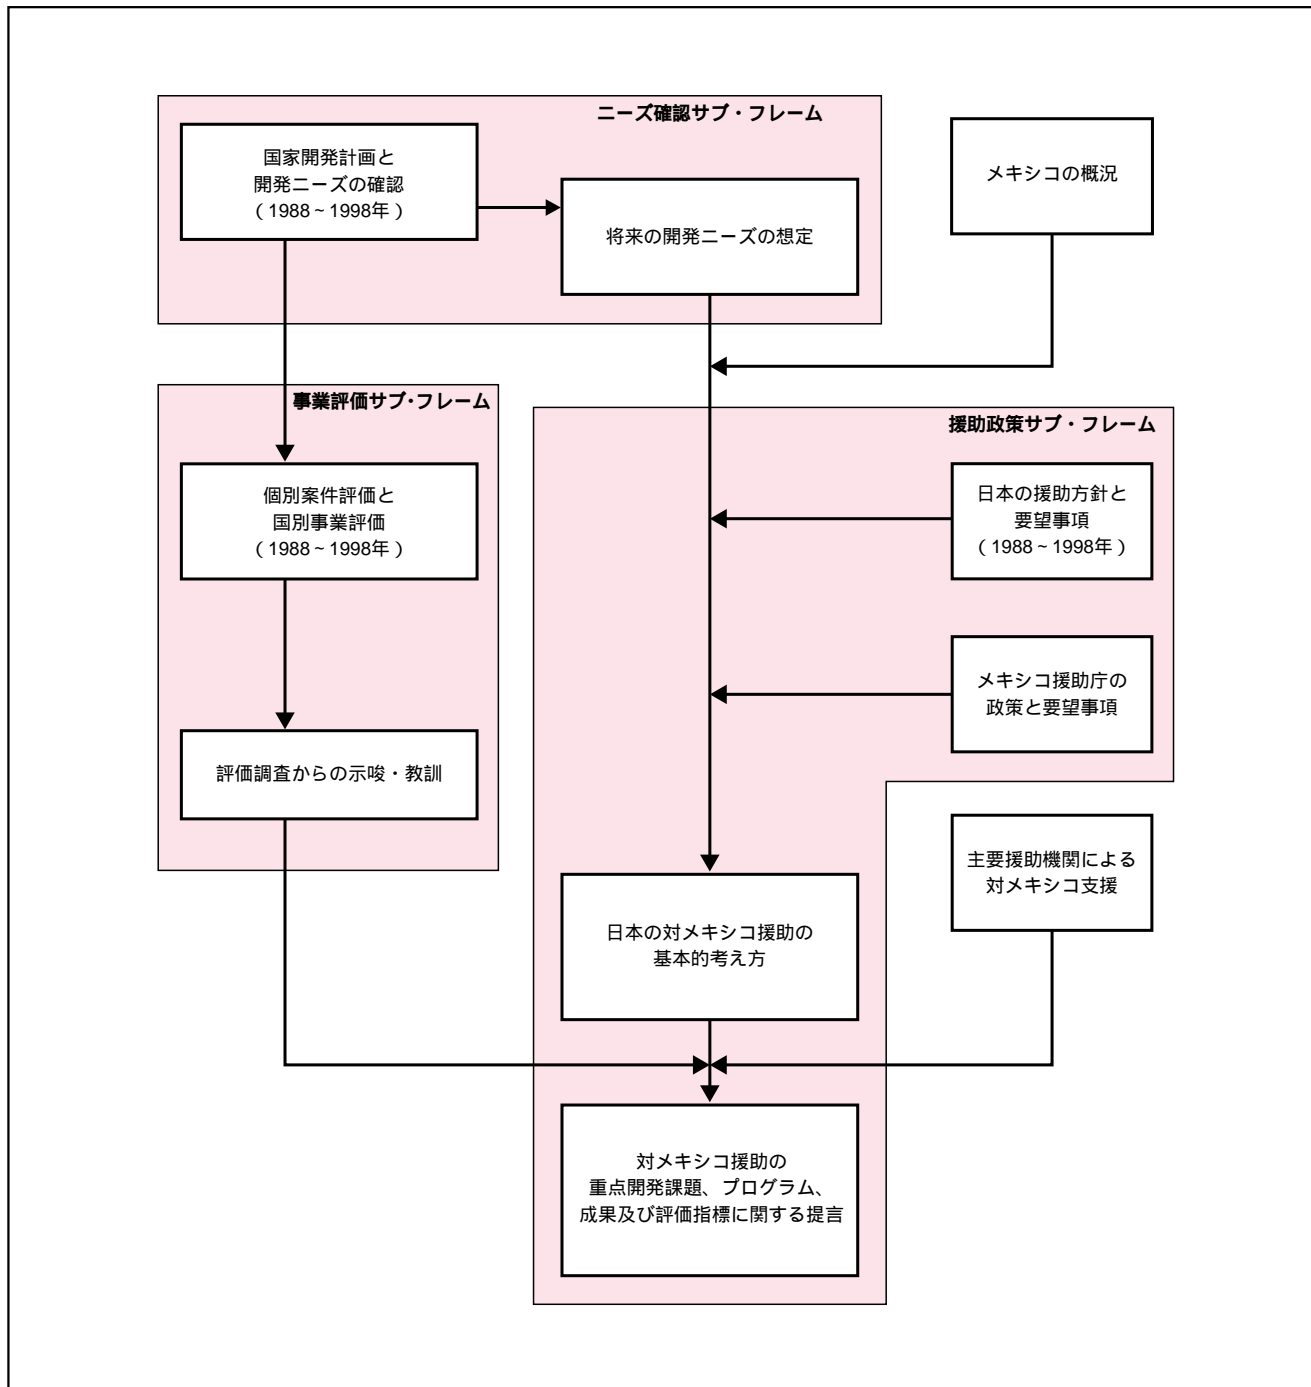 ニーズ確認サブ・フレーム
国家開発計画と
開発ニーズの確認
（1988～1998年）
将来の開発ニーズの想定
メキシコの概況
事業評価サブ・フレーム
個別案件評価と
国別事業評価
（1988～1998年）
評価調査からの示唆・教訓
援助政策サブ・フレーム
日本の援助方針と
要望事項
（1988～1998年）
メキシコ援助庁の
政策と要望事項
主要援助機関による
対メキシコ支援
日本の対メキシコ援助の
基本的考え方
対メキシコ援助の
重点開発課題、プログラム、
成果及び評価指標に関する提言